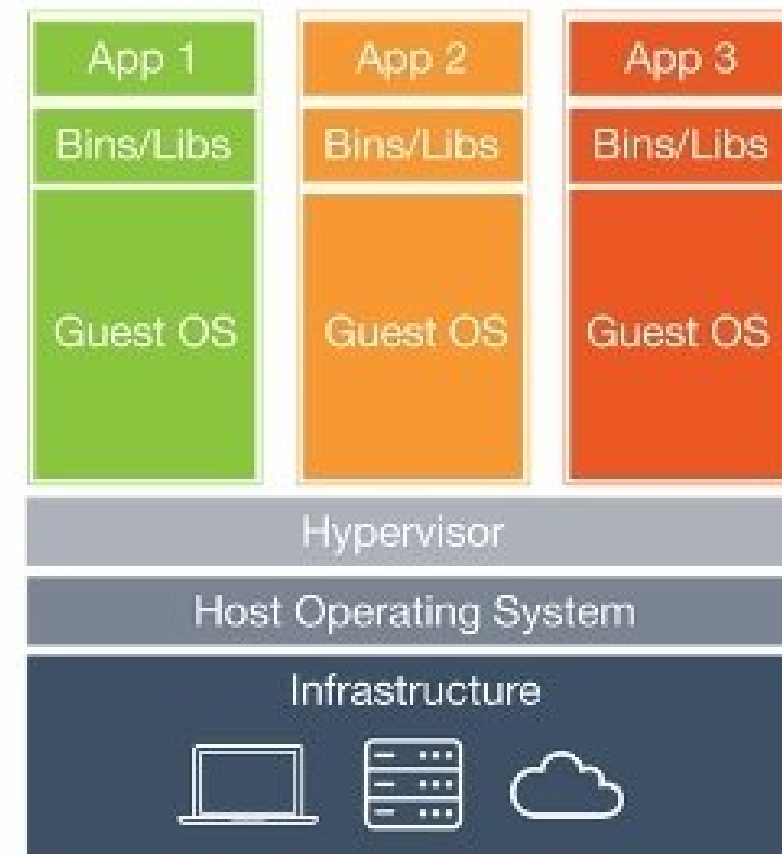 App 1
App 2
App 3
Bins/Libs
Bins/Libs
Bins/Libs
Guest OS
Guest OS
Guest OS
Hypervisor
Host Operating System
Infrastructure